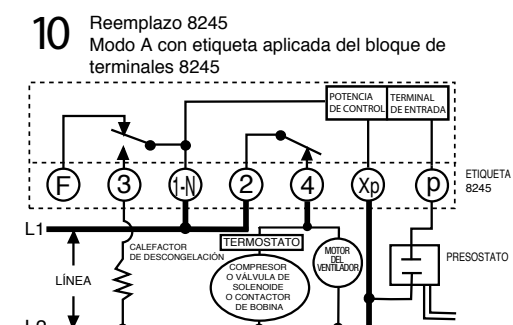 10
Reemplazo 8245
Modo A con etiqueta aplicada del bloque de
terminales 8245
POTENCIA
DE CONTROL
TERMINAL
DE ENTRADA
F
3
1-N
2
4
Xp
p
ETIQUETA
8245
L1
CALEFACTOR
DE DESCONGELACIÓN
TERMOSTATO
MOTOR
DEL
VENTILADOR
PRESOSTATO
LÍNEA
COMPRESOR
O VÁLVULA DE
SOLENOIDE
O CONTACTOR
DE BOBINA
L2